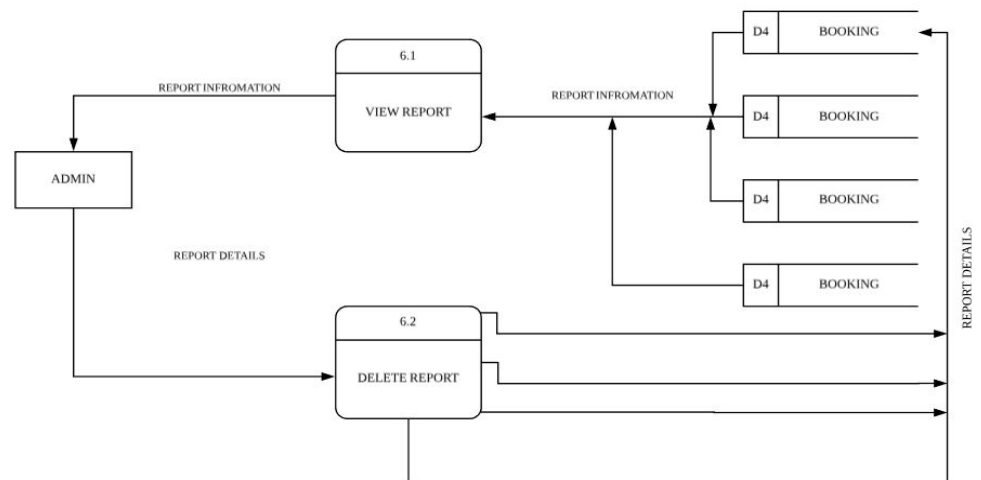 D4 BOOKING
6.1
REPORT INFROMATION
REPORT INFROMATION
VIEW REPORT
D4 BOOKING
ADMIN
D4 BOOKING
REPORT DETAILS
REPORT DETAILS
D4 BOOKING
6.2
DELETE REPORT